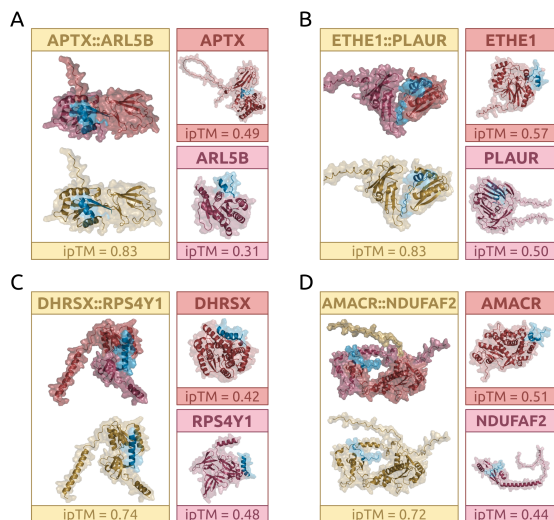 A
APTX::ARL5B
ipTM = 0.83
APTX
ipTM = 0.49
ARL5B
ipTM = 0.31
B
ETHE1::PLAUR
ipTM = 0.83
ETHE1
ipTM = 0.57
PLAUR
ipTM = 0.50
C
DHRSX::RPS4Y1
ipTM = 0.74
DHRSX
ipTM = 0.42
RPS4Y1
ipTM = 0.48
D
AMACR::NDUFAF2
ipTM = 0.72
AMACR
ipTM = 0.51
NDUFAF2
ipTM = 0.44